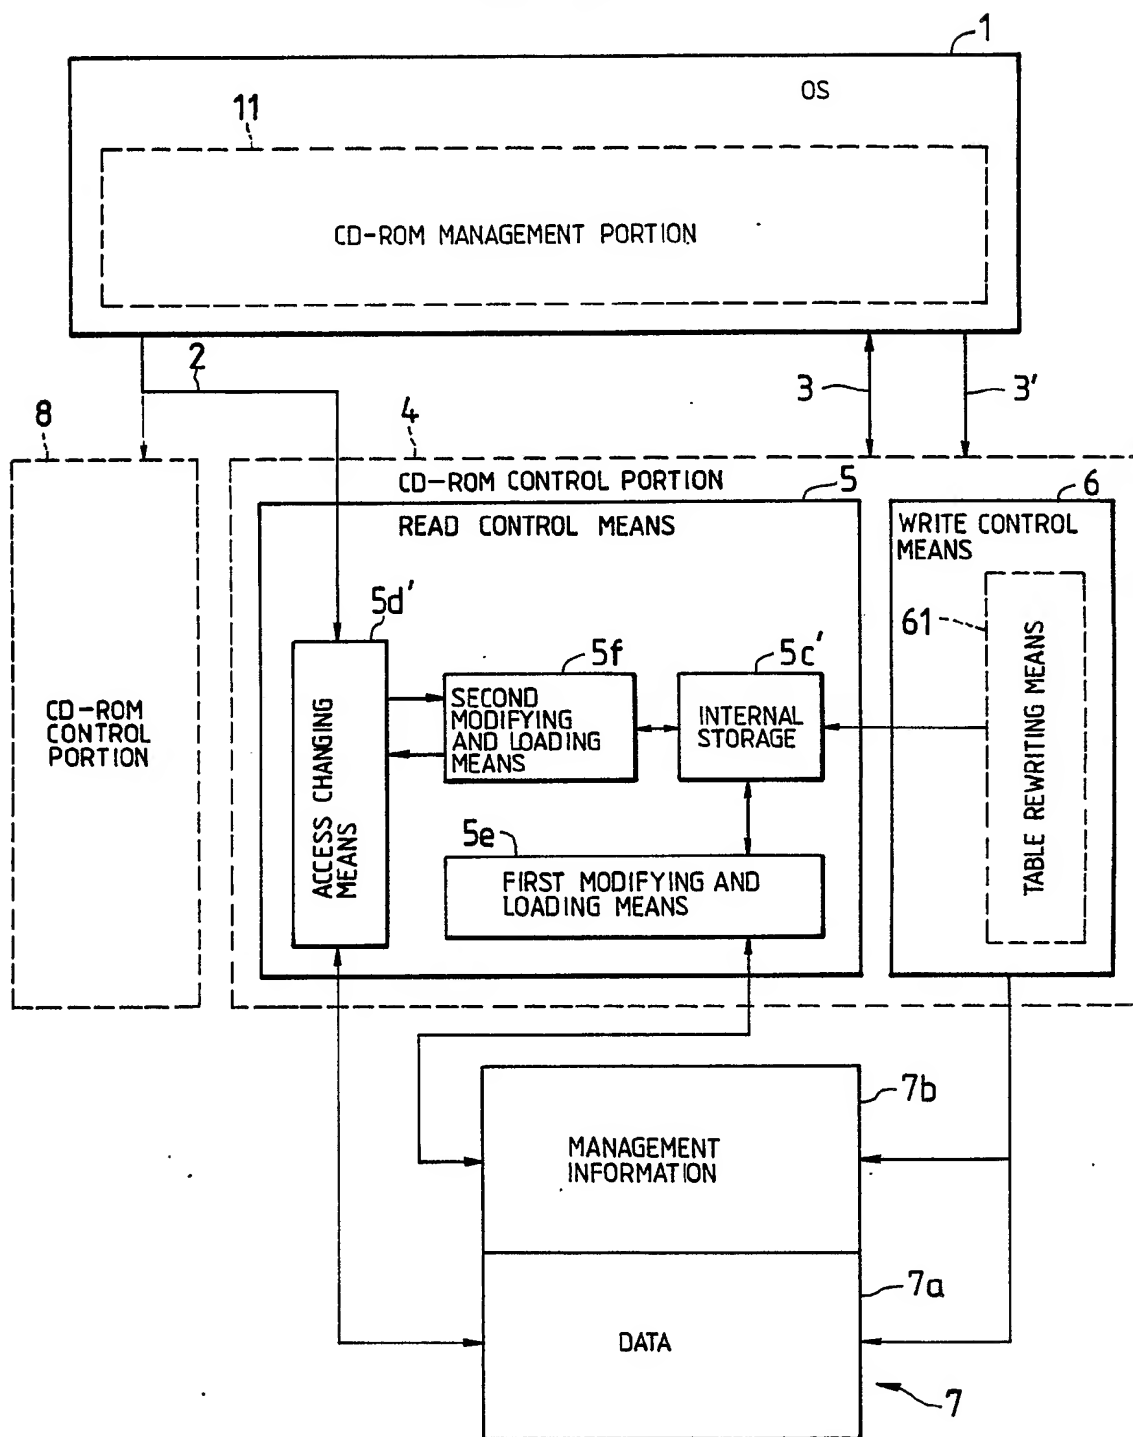 1
OS
11
CD-ROM MANAGEMENT PORTION
2
3
3'
8
4
CD-ROM CONTROL PORTION
5
6
READ CONTROL MEANS
WRITE CONTROL
MEANS
5d'
61
5f
5c'
CD-ROM
CONTROL
PORTION
ACCESS CHANGING
MEANS
SECOND
MODIFYING
AND LOADING
MEANS
INTERNAL
STORAGE
TABLE REWRITING MEANS
5e
FIRST MODIFYING AND
LOADING MEANS
7b
MANAGEMENT
INFORMATION
7a
DATA
7